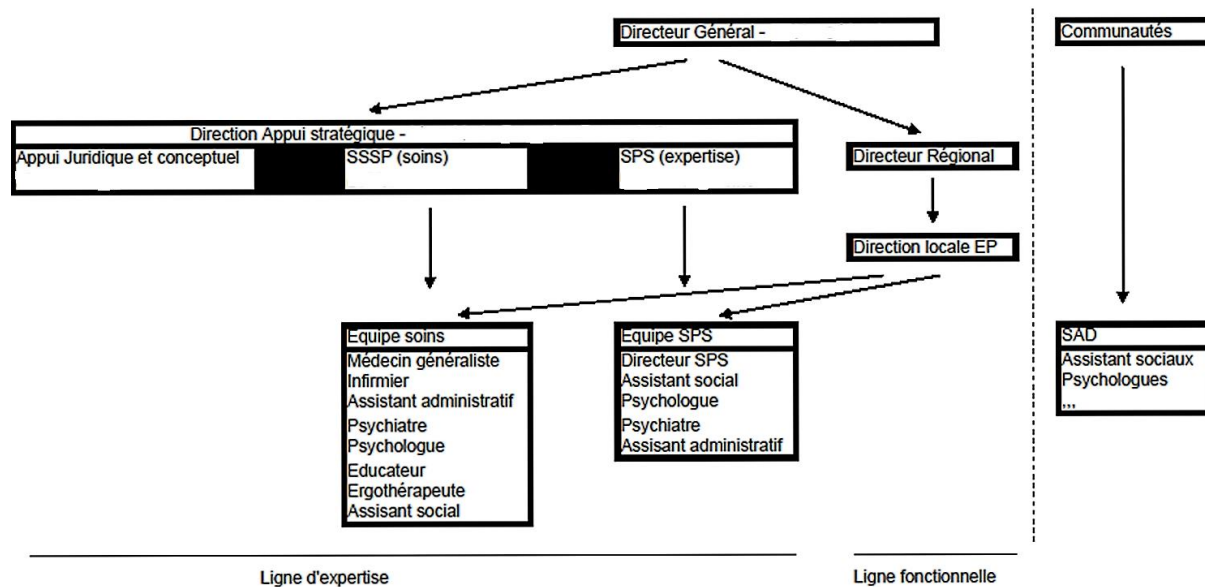 Directeur Général -
Communautés
Direction Appui stratégique -
Appui Juridique et conceptuel
SSSP (soins)
SPS (expertise)
Directeur Régional
Direction locale EP
Equipe soins
Médecin généraliste
Infirmier
Assistant administratif
Psychiatre
Psychologue
Educateur
Ergothérapeute
Assisant social
Equipe SPS
Directeur SPS
Assistant social
Psychologue
Psychiatre
Assisant administratif
SAD
Assistant sociaux
Psychologues
,,,
Ligne d'expertise
Ligne fonctionnelle